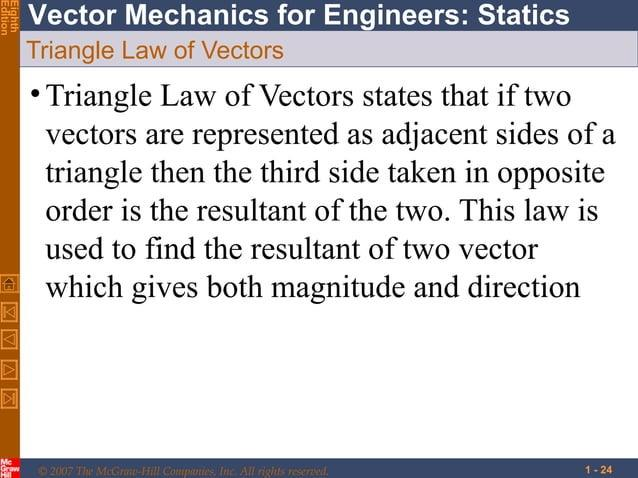 Eighth
Edition
Vector Mechanics for Engineers: Statics
Triangle Law of Vectors
• Triangle Law of Vectors states that if two
vectors are represented as adjacent sides of a
triangle then the third side taken in opposite
order is the resultant of the two. This law is
used to find the resultant of two vector
which gives both magnitude and direction
Mc
Graw
Hill
© 2007 The McGraw-Hill Companies, Inc. All rights reserved.
1 - 24